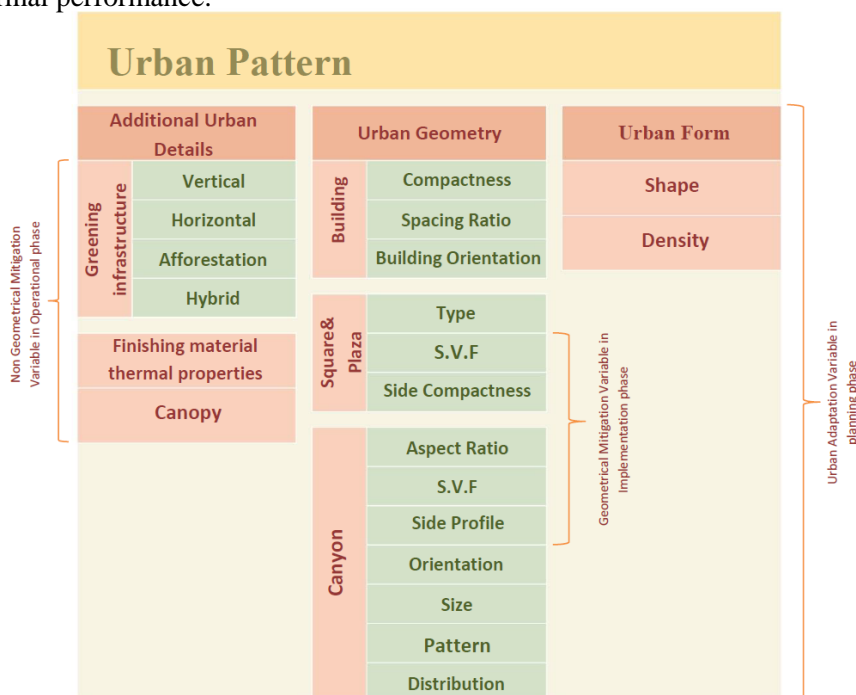 rmal performance.
Urban Pattern
Additional Urban
Details
Greening
infrastructure
Vertical
Horizontal
Afforestation
Hybrid
Finishing material
thermal properties
Canopy
Non Geometrical Mitigation
Variable in Operational phase
Urban Geometry
Building
Compactness
Spacing Ratio
Building Orientation
Square&
Plaza
Type
S.V.F
Side Compactness
Canyon
Aspect Ratio
S.V.F
Side Profile
Orientation
Size
Pattern
Distribution
Geometrical Mitigation Variable in
Implementation phase
Urban Form
Shape
Density
Urban Adaptation Variable in
planning phase